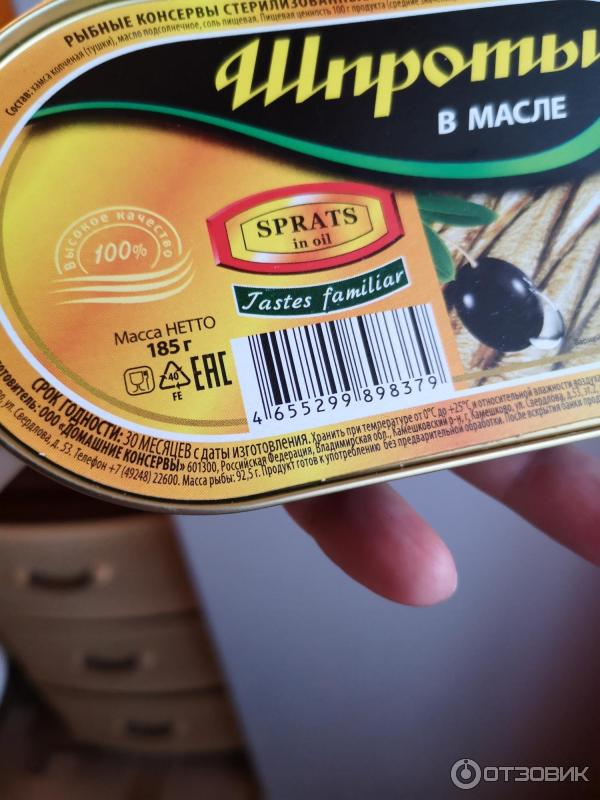 РЫБНЫЕ КОНСЕРВЫ СТЕРИЛИЗОВАННЫЕ
Состав: хамса копченая (тушки), масло подсолнечное, соль пищевая. Пищевая ценность 100 г продукта (средние
Шпроты
В МАСЛЕ
Высокое качество
100%
SPRATS
in oil
Tastes familiar
Масса НЕТТО
185 г
40
FE
EAC
4 655299 898379
СРОК ГОДНОСТИ: 30 МЕСЯЦЕВ С ДАТЫ ИЗГОТОВЛЕНИЯ. Хранить при температуре от 0°С до +25°С и относительной влажности воздуха
готовитель: ООО «ДОМАШНИЕ КОНСЕРВЫ» 601300, Российская Федерация, Владимирская обл., Камешковский р-н, г. Камешково, ул. Свердлова, д.53,
ул. Свердлова, д. 53. Телефон +7 (49248) 22600. Масса рыбы: 92,5 г. Продукт готов к употреблению без предварительной обработки. После вскрытия банки
ОТЗОВИК